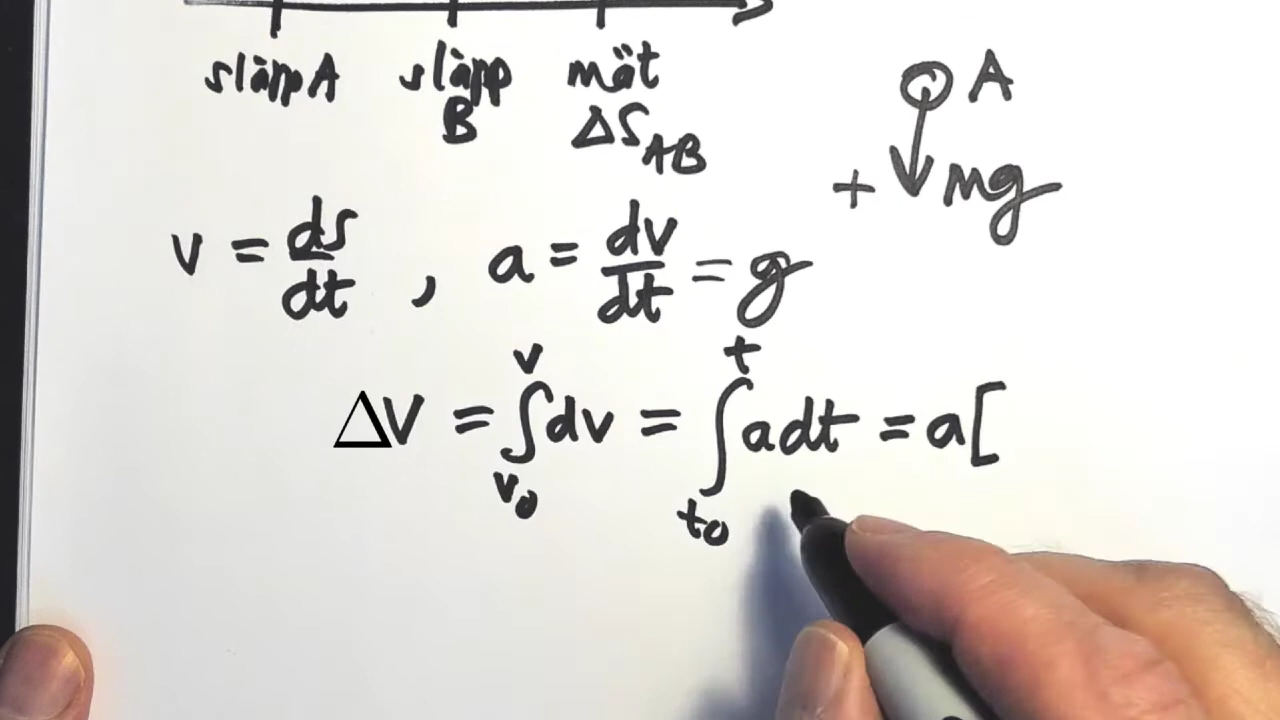 släpp A släpp mät
B ΔS_AB
A
+ mg
v = ds/dt , a = dv/dt = g
ΔV = ∫_{v₀}^{v} dv = ∫_{t₀}^{t} a dt = a[